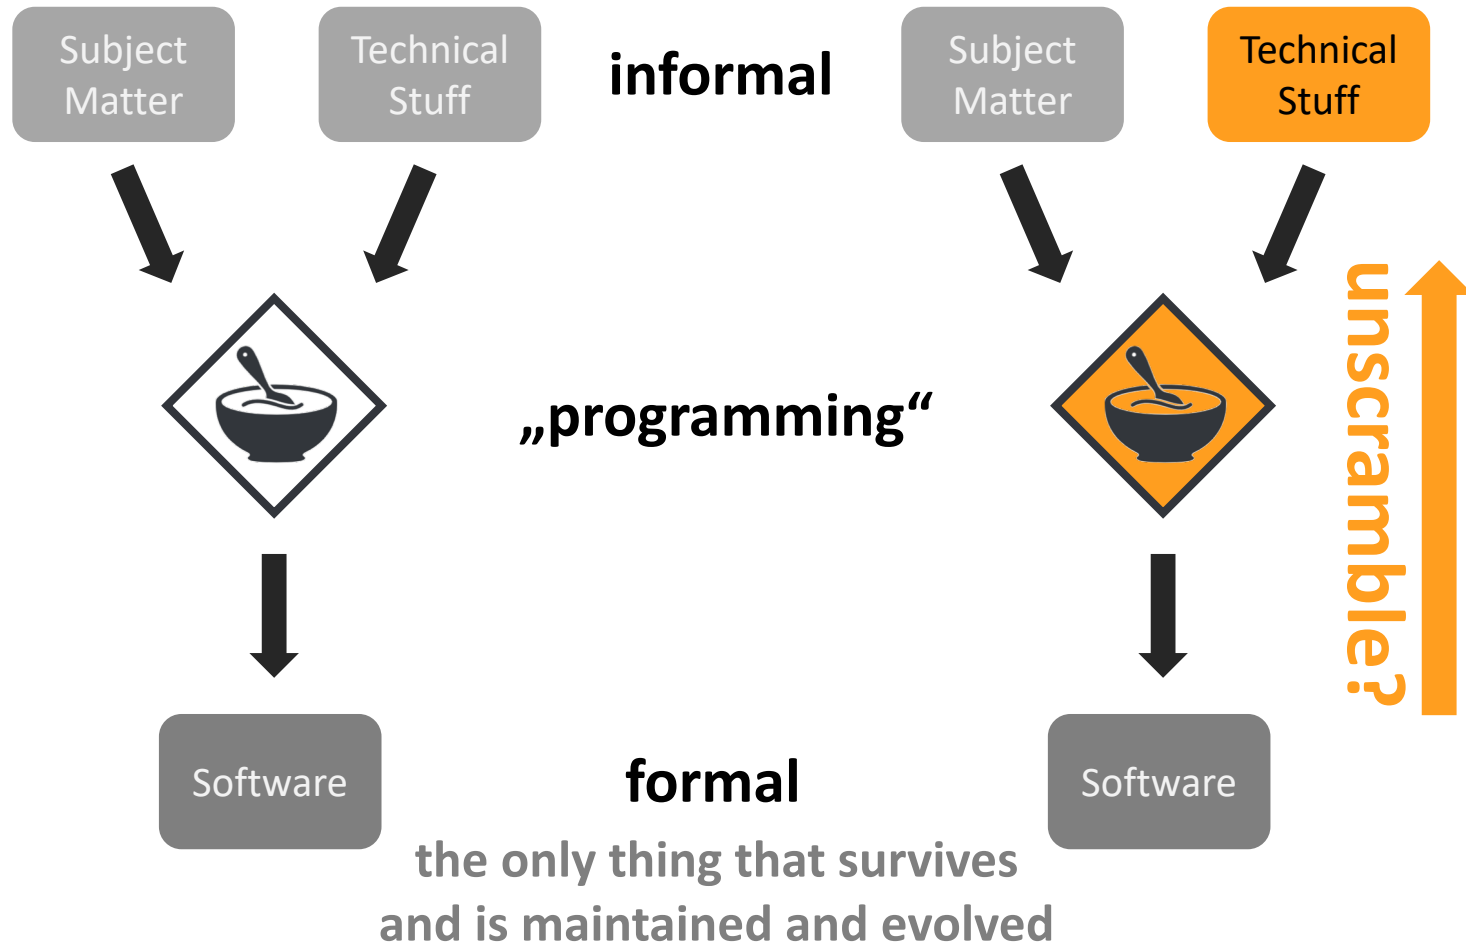 Subject
Matter
Technical
Stuff
informal
Subject
Matter
Technical
Stuff
„programming“
unscramble?
Software
formal
Software
the only thing that survives
and is maintained and evolved